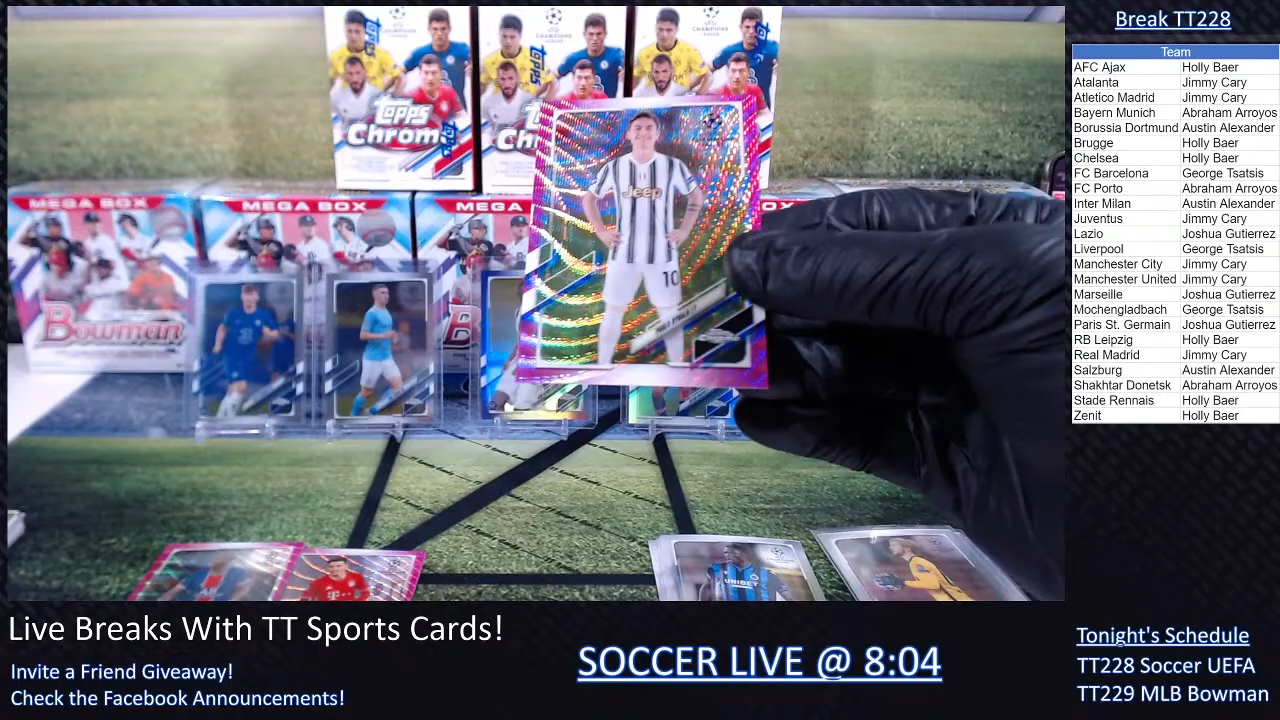 Break TT228
Team
AFC Ajax Holly Baer
Atalanta Jimmy Cary
Atletico Madrid Jimmy Cary
Bayern Munich Abraham Arroyos
Borussia Dortmund Austin Alexander
Brugge Holly Baer
Chelsea Holly Baer
FC Barcelona George Tsatsis
FC Porto Holly Baer
Inter Milan Austin Alexander
Juventus Jimmy Cary
Lazio Joshua Gutierrez
Liverpool George Tsatsis
Manchester City Jimmy Cary
Manchester United Jimmy Cary
Marseille Joshua Gutierrez
Mochengladbach George Tsatsis
Paris St. Germain Joshua Gutierrez
RB Leipzig Holly Baer
Real Madrid Jimmy Cary
Salzburg Austin Alexander
Shakhtar Donetsk Abraham Arroyos
Stade Rennais Holly Baer
Zenit Holly Baer
Topps
Chrome
MEGA BOX
MEGA BOX
MEGA BOX
Bowman
Jeep
10
Chrome
UNIBET
Live Breaks With TT Sports Cards!
Invite a Friend Giveaway!
Check the Facebook Announcements!
SOCCER LIVE @ 8:04
Tonight's Schedule
TT228 Soccer UEFA
TT229 MLB Bowman